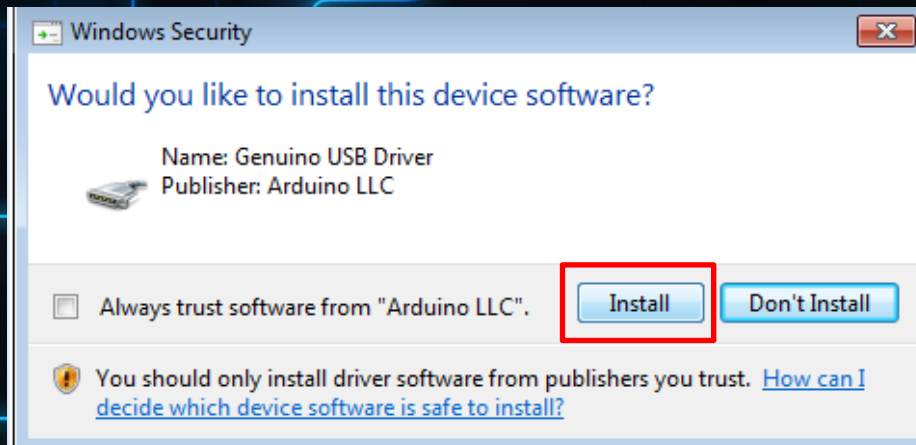 Windows Security
Would you like to install this device software?
Name: Genuino USB Driver
Publisher: Arduino LLC
Always trust software from "Arduino LLC".
Install
Don't Install
You should only install driver software from publishers you trust. How can I
decide which device software is safe to install?